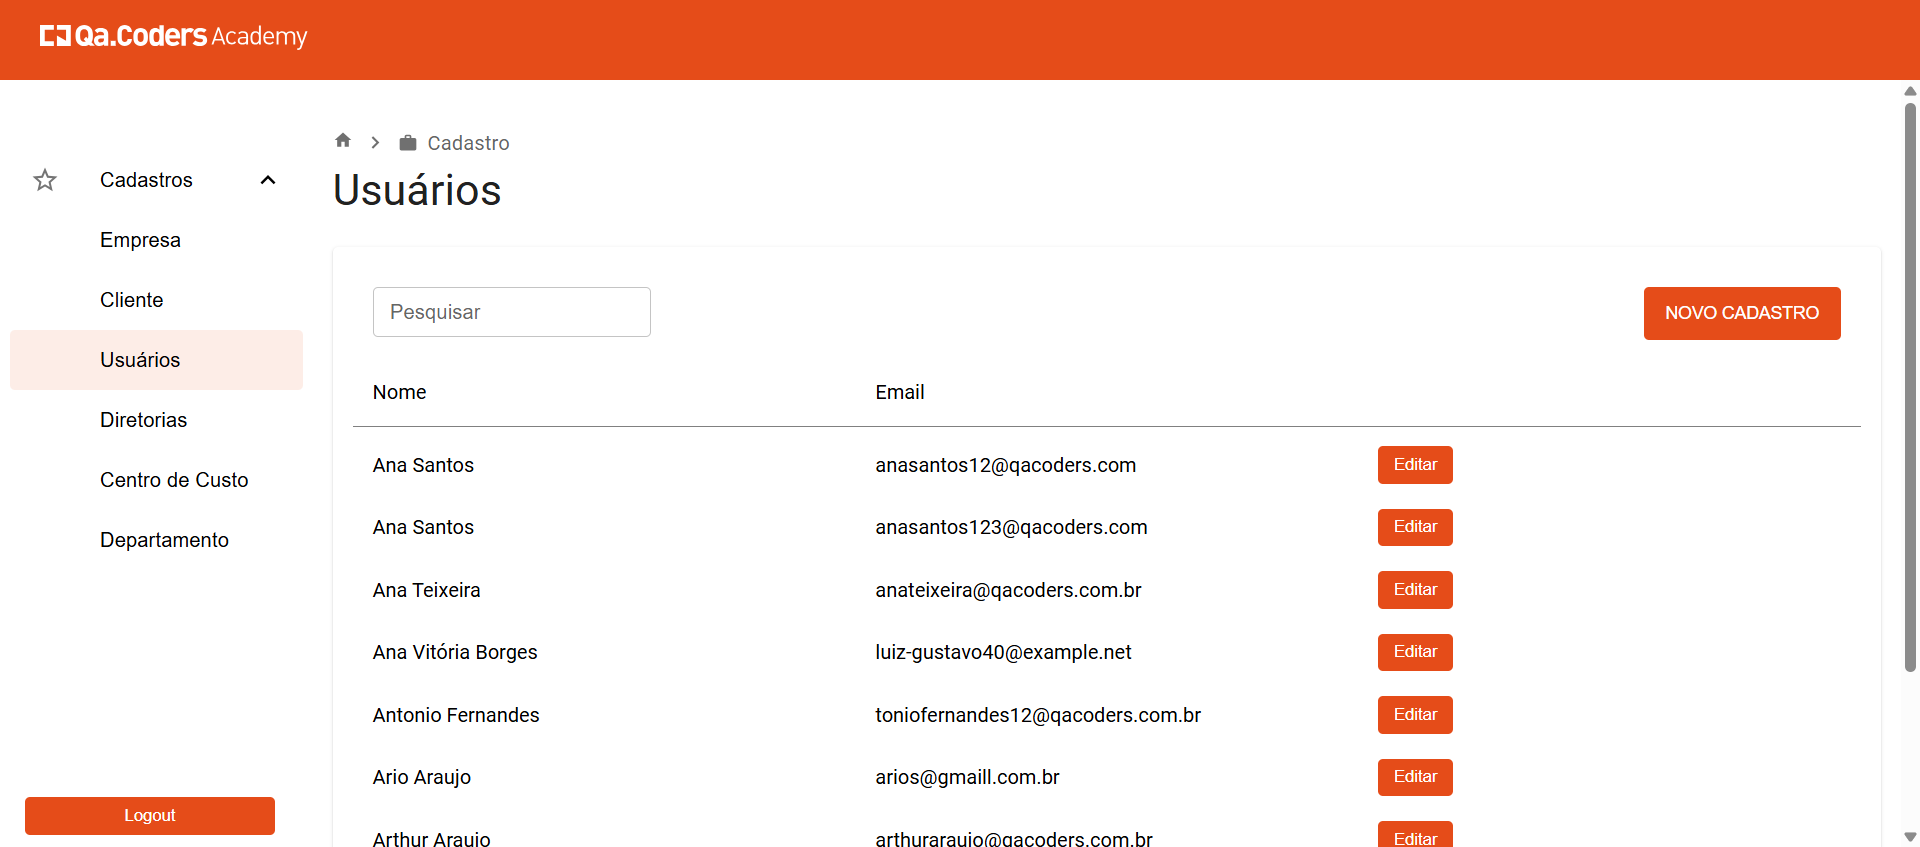 Qa.Coders Academy
Cadastros
Empresa
Cliente
Usuários
Diretorias
Centro de Custo
Departamento
Logout
Cadastro
Usuários
Pesquisar
NOVO CADASTRO
Nome Email
Ana Santos anasantos12@qacoders.com Editar
Ana Santos anasantos123@qacoders.com Editar
Ana Teixeira anateixeira@qacoders.com.br Editar
Ana Vitória Borges luiz-gustavo40@example.net Editar
Antonio Fernandes toniofernandes12@qacoders.com.br Editar
Ario Araujo arios@gmaill.com.br Editar
Arthur Araujo arthuraraujo@qacoders.com.br Editar